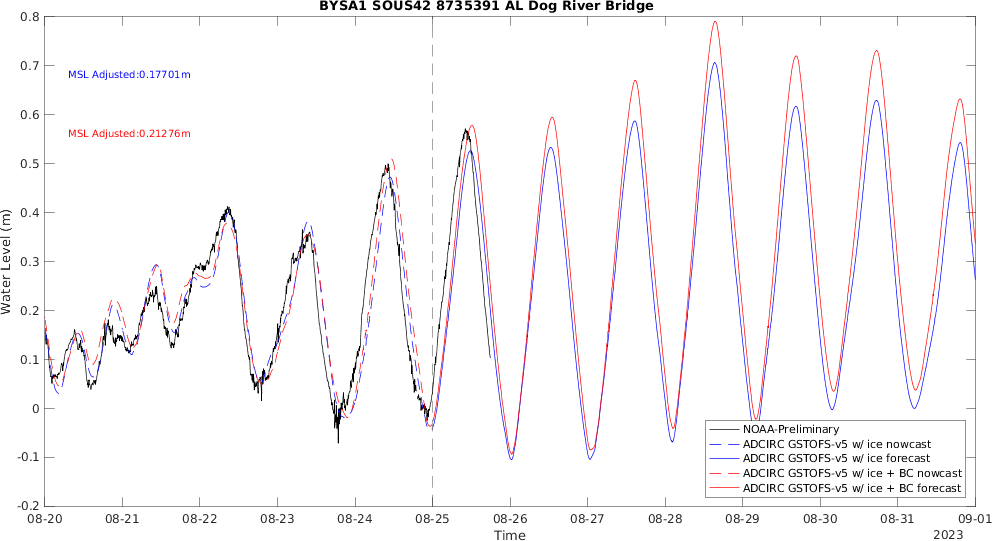 BYSA1 SOUS42 8735391 AL Dog River Bridge
0.8
0.7
0.6
0.5
0.4
0.3
0.2
0.1
0
-0.1
-0.2
Water Level (m)
MSL Adjusted:0.17701m
MSL Adjusted:0.21276m
NOAA-Preliminary
ADCIRC GSTOFS-v5 w/ ice nowcast
ADCIRC GSTOFS-v5 w/ ice forecast
ADCIRC GSTOFS-v5 w/ ice + BC nowcast
ADCIRC GSTOFS-v5 w/ ice + BC forecast
08-20 08-21 08-22 08-23 08-24 08-25 08-26 08-27 08-28 08-29 08-30 08-31 09-01
Time
2023